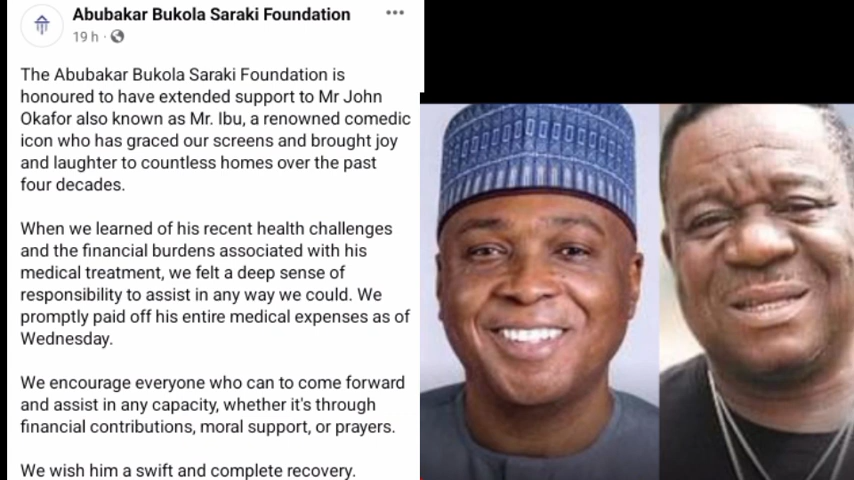 Abubakar Bukola Saraki Foundation
19 h ·
The Abubakar Bukola Saraki Foundation is
honoured to have extended support to Mr John
Okafor also known as Mr. Ibu, a renowned comedic
icon who has graced our screens and brought joy
and laughter to countless homes over the past
four decades.
When we learned of his recent health challenges
and the financial burdens associated with his
medical treatment, we felt a deep sense of
responsibility to assist in any way we could. We
promptly paid off his entire medical expenses as of
Wednesday.
We encourage everyone who can to come forward
and assist in any capacity, whether it's through
financial contributions, moral support, or prayers.
We wish him a swift and complete recovery.